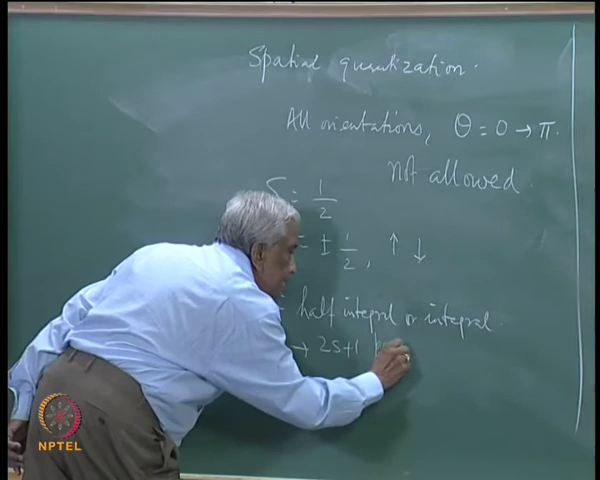 Spatial quantization.
All orientations, θ = 0 → π.
Not allowed.
S = 1/2
= ± 1/2, ↑ ↓
half integral or integral.
→ 2s+1
NPTEL